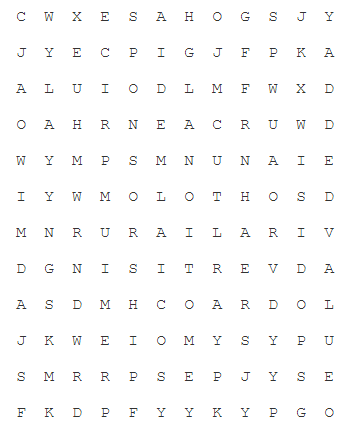 C W X E S A H O G S J Y
J Y E C P I G J F P K A
A L U I O D L M F W X D
O A H R N E A C R U W D
W Y M P S M N U N A I E
I Y W M O L O T H O S D
M N R U R A I L A R I V
D G N I S I T R E V D A
A S D M H C O A R D O L
J K W E I O M Y S Y P U
S M R R P S E P J Y S E
F K D P F Y Y K Y P G O